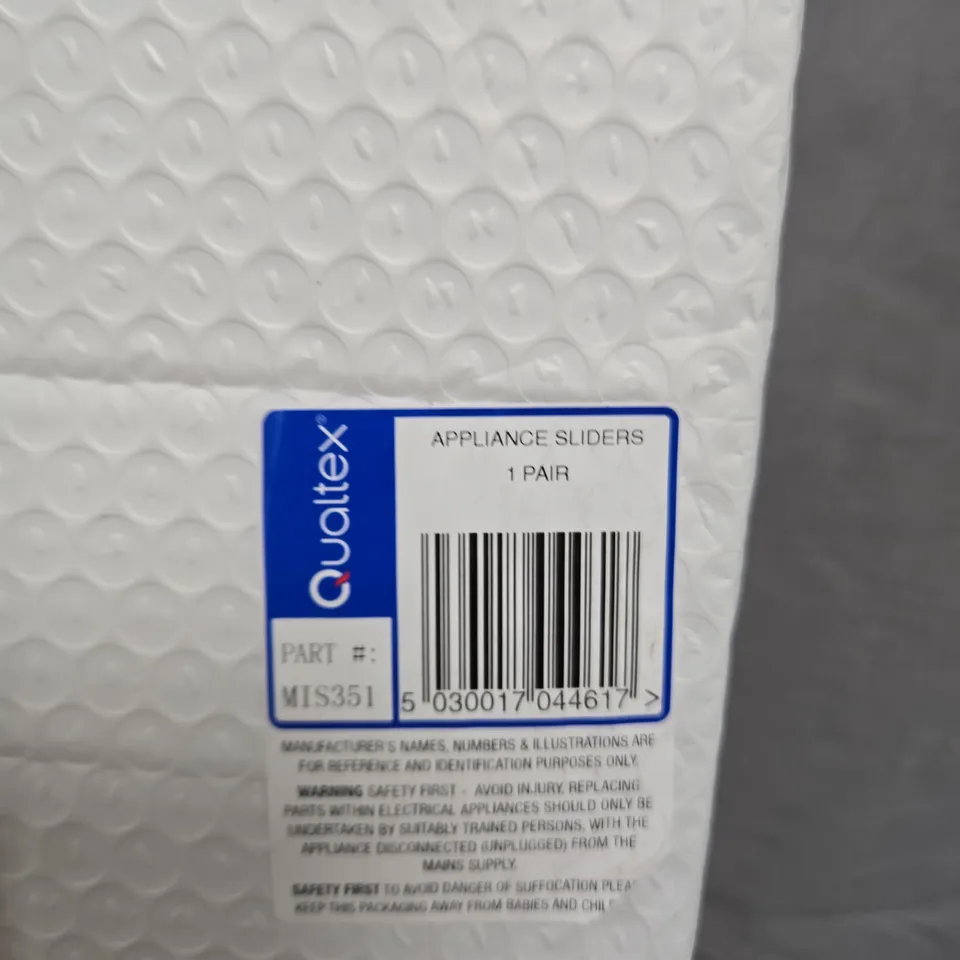 Qualtex®
APPLIANCE SLIDERS
1 PAIR
PART #:
MIS351
5 030017 044617 >
MANUFACTURER'S NAMES, NUMBERS & ILLUSTRATIONS ARE
FOR REFERENCE AND IDENTIFICATION PURPOSES ONLY.
WARNING SAFETY FIRST - AVOID INJURY, REPLACING
PARTS WITHIN ELECTRICAL APPLIANCES SHOULD ONLY BE
UNDERTAKEN BY SUITABLY TRAINED PERSONS, WITH THE
APPLIANCE DISCONNECTED (UNPLUGGED) FROM THE
MAINS SUPPLY.
SAFETY FIRST TO AVOID DANGER OF SUFFOCATION PLEA
KEEP THIS PACKAGING AWAY FROM BABIES AND CHIL